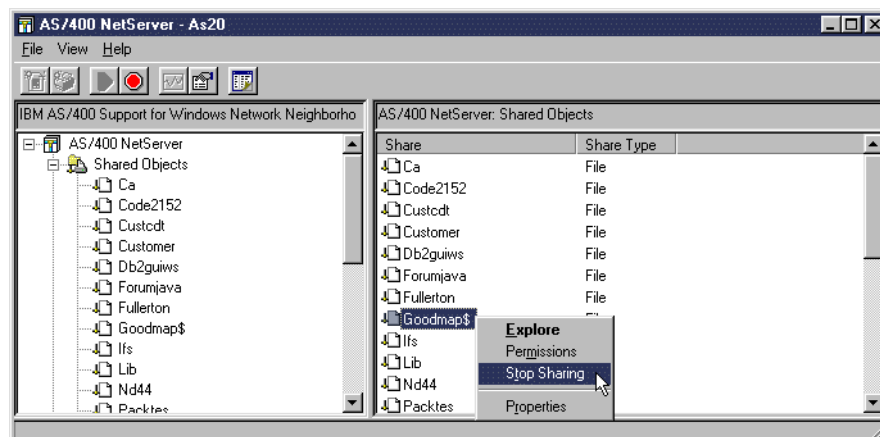 AS/400 NetServer - As20
File View Help
IBM AS/400 Support for Windows Network Neighborho
AS/400 NetServer
Shared Objects
Ca
Code2152
Custcdt
Customer
Db2guiws
Forumjava
Fullerton
Goodmap$
Ifs
Lib
Nd44
Packtes
AS/400 NetServer: Shared Objects
Share Share Type
Ca File
Code2152 File
Custcdt File
Customer File
Db2guiws File
Forumjava File
Fullerton File
Goodmap$
Ifs
Lib
Nd44
Packtes
Explore
Permissions
Stop Sharing
Properties